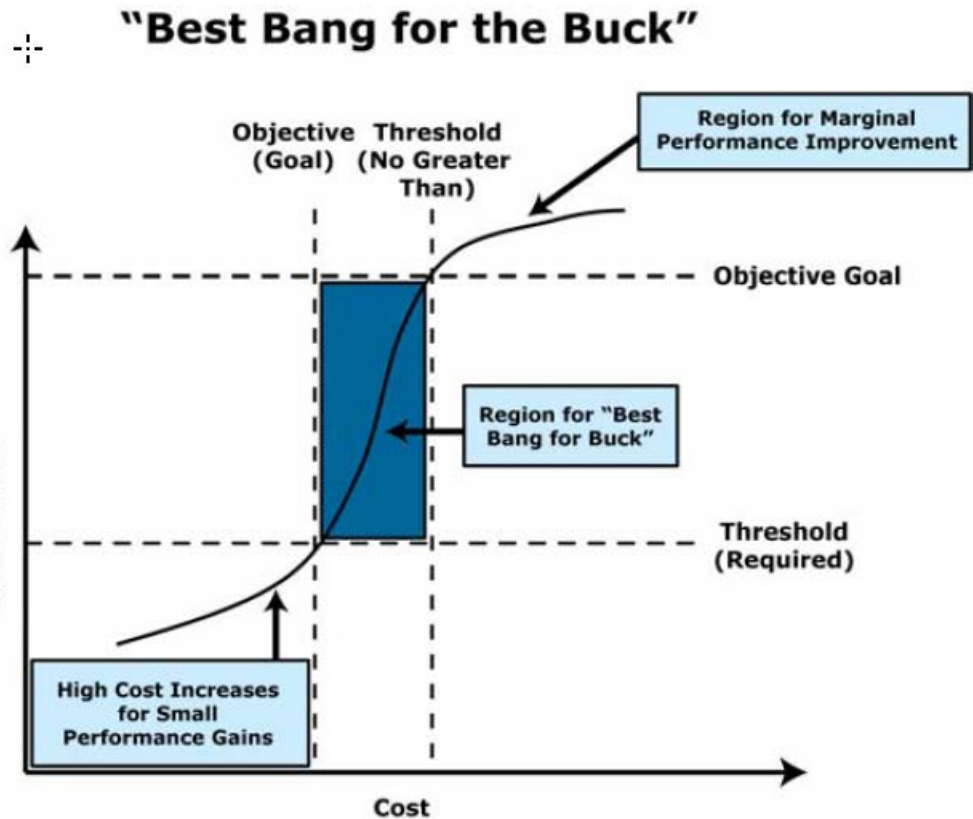 “Best Bang for the Buck”
Region for Marginal
Performance Improvement
Objective
(Goal)
Threshold
(No Greater
Than)
Objective Goal
Region for “Best
Bang for Buck”
Threshold
(Required)
High Cost Increases
for Small
Performance Gains
Cost